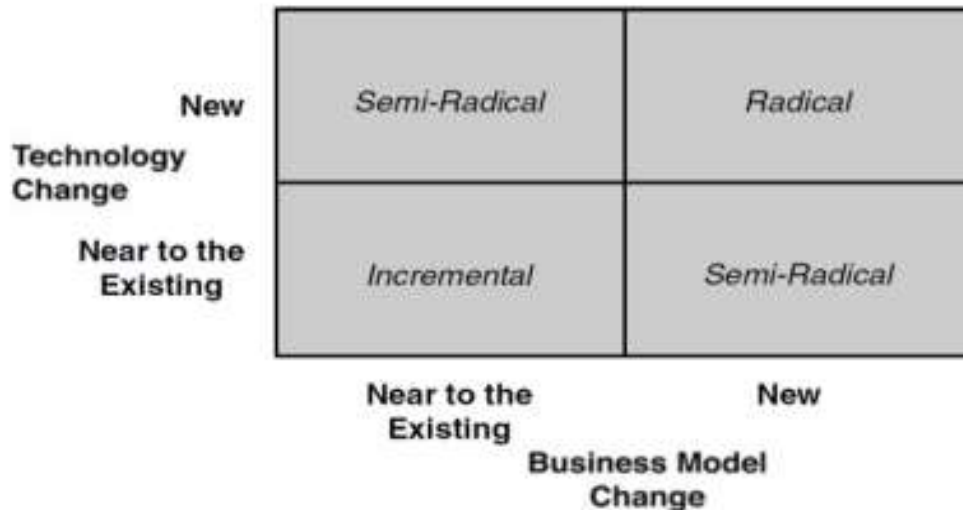 New
Semi-Radical
Radical
Technology
Change
Near to the
Existing
Incremental
Semi-Radical
Near to the
Existing
New
Business Model
Change